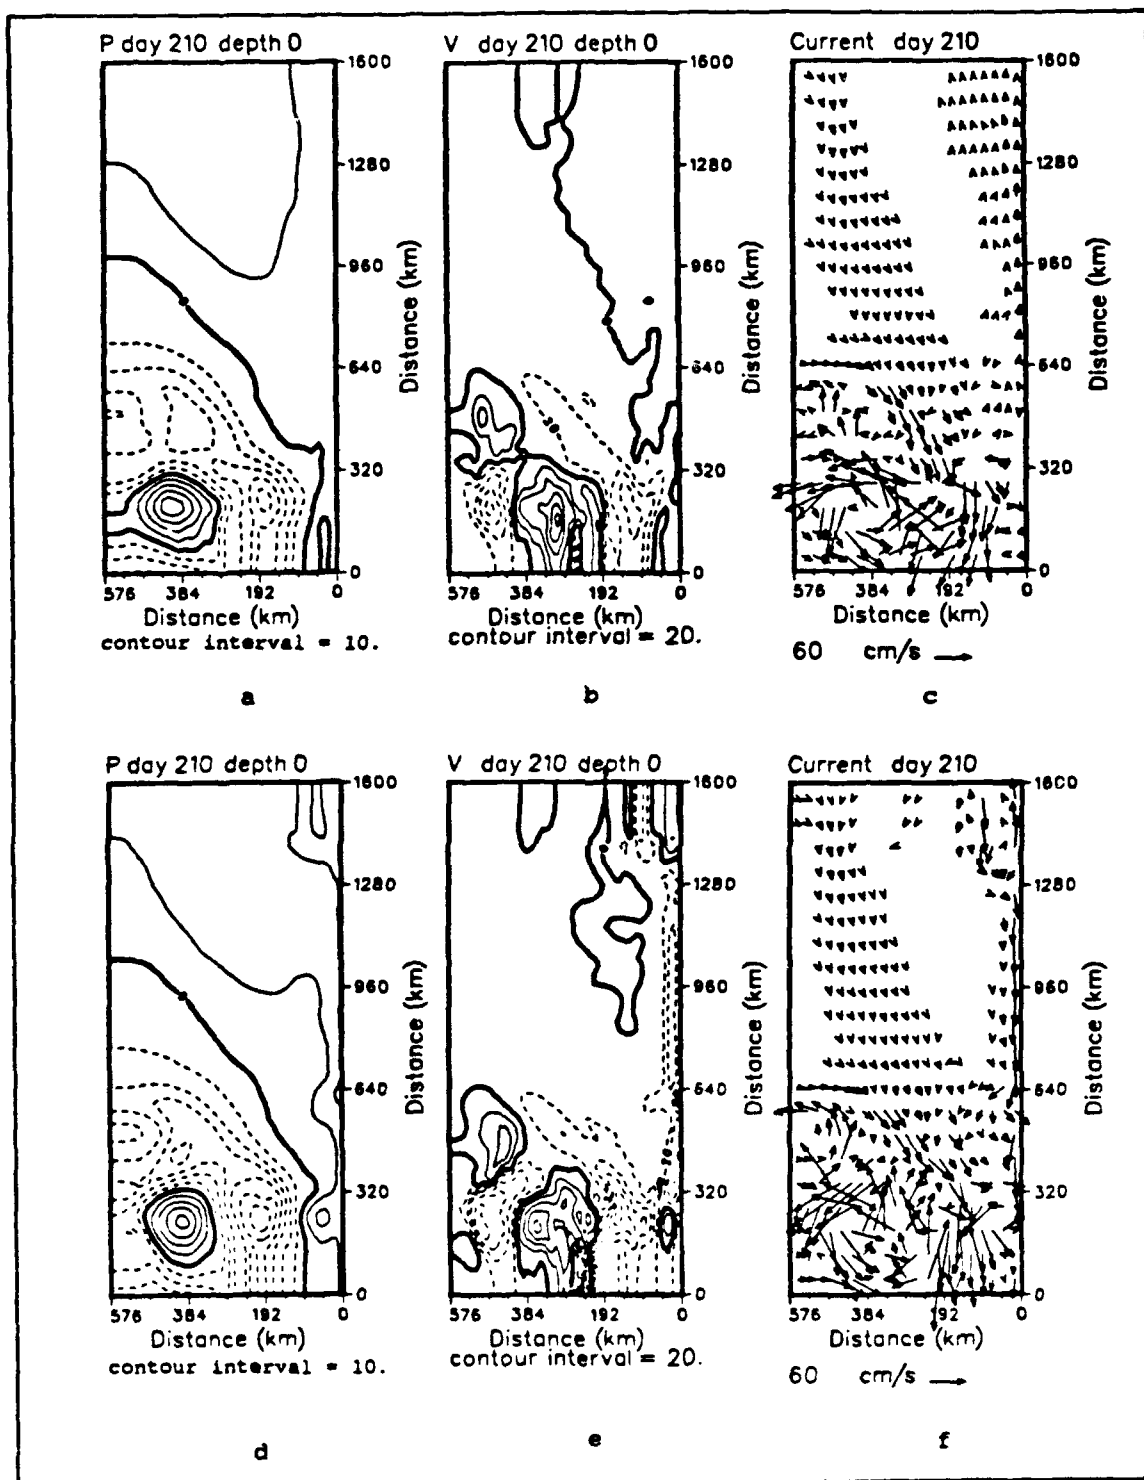 P day 210 depth 0
V day 210 depth 0
Current day 210
1600
1280
960
640
320
0
Distance (km)
576 384 192 0
Distance (km)
contour interval = 10.
1600
1280
960
640
320
0
Distance (km)
576 384 192 0
Distance (km)
contour interval = 20.
1600
1280
960
640
320
0
Distance (km)
576 384 192 0
Distance (km)
60 cm/s
a
b
c
P day 210 depth 0
V day 210 depth 0
Current day 210
1600
1280
960
640
320
0
Distance (km)
576 384 192 0
Distance (km)
contour interval = 10.
1600
1280
960
640
320
0
Distance (km)
576 384 192 0
Distance (km)
contour interval = 20.
1600
1280
960
640
320
0
Distance (km)
576 384 192 0
Distance (km)
60 cm/s
d
e
f